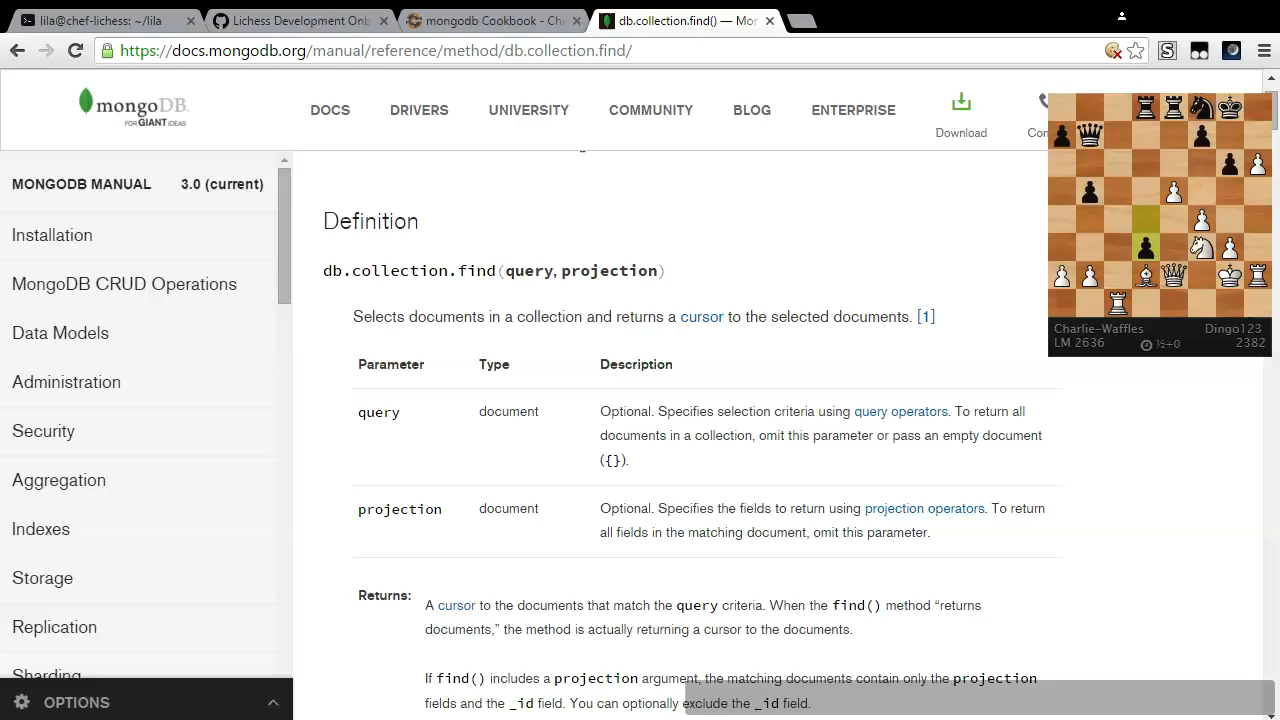 lila@chef-lichess: ~/lila
Lichess Development Onb
mongodb Cookbook - Che
db.collection.find() — Mon
https://docs.mongodb.org/manual/reference/method/db.collection.find/
mongoDB
FOR GIANT IDEAS
DOCS
DRIVERS
UNIVERSITY
COMMUNITY
BLOG
ENTERPRISE
Download
Con
MONGODB MANUAL
3.0 (current)
Installation
MongoDB CRUD Operations
Data Models
Administration
Security
Aggregation
Indexes
Storage
Replication
Sharding
OPTIONS
Definition
db.collection.find(query, projection)
Selects documents in a collection and returns a cursor to the selected documents. [1]
Parameter Type Description
query document Optional. Specifies selection criteria using query operators. To return all
documents in a collection, omit this parameter or pass an empty document
({}).
projection document Optional. Specifies the fields to return using projection operators. To return
all fields in the matching document, omit this parameter.
Returns: A cursor to the documents that match the query criteria. When the find() method “returns
documents,” the method is actually returning a cursor to the documents.
If find() includes a projection argument, the matching documents contain only the projection
fields and the _id field. You can optionally exclude the _id field.
Charlie-Waffles Dingo123
LM 2636 ½+0 2382